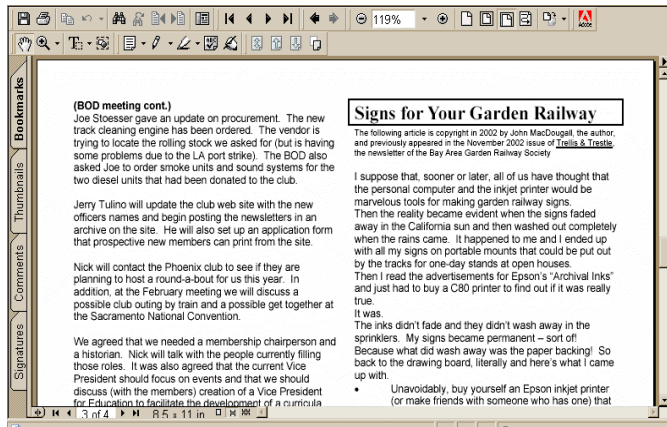 119%
Adobe
Bookmarks
Thumbnails
Comments
Signatures
(BOD meeting cont.)
Joe Stoesser gave an update on procurement. The new
track cleaning engine has been ordered. The vendor is
trying to locate the rolling stock we asked for (but is having
some problems due to the LA port strike). The BOD also
asked Joe to order smoke units and sound systems for the
two diesel units that had been donated to the club.
Jerry Tulino will update the club web site with the new
officers names and begin posting the newsletters in an
archive on the site. He will also set up an application form
that prospective new members can print from the site.
Nick will contact the Phoenix club to see if they are
planning to host a round-a-bout for us this year. In
addition, at the February meeting we will discuss a
possible club outing by train and a possible get together at
the Sacramento National Convention.
We agreed that we needed a membership chairperson and
a historian. Nick will talk with the people currently filling
those roles. It was also agreed that the current Vice
President should focus on events and that we should
discuss (with the members) creation of a Vice President
for Education to facilitate the development of a curricula
Signs for Your Garden Railway
The following article is copyright in 2002 by John MacDougall, the author,
and previously appeared in the November 2002 issue of Trellis & Trestle,
the newsletter of the Bay Area Garden Railway Society
I suppose that, sooner or later, all of us have thought that
the personal computer and the inkjet printer would be
marvelous tools for making garden railway signs.
Then the reality became evident when the signs faded
away in the California sun and then washed out completely
when the rains came. It happened to me and I ended up
with all my signs on portable mounts that could be put out
by the tracks for one-day stands at open houses.
Then I read the advertisements for Epson's “Archival Inks”
and just had to buy a C80 printer to find out if it was really
true.
It was.
The inks didn't fade and they didn't wash away in the
sprinklers. My signs became permanent – sort of!
Because what did wash away was the paper backing! So
back to the drawing board, literally and here's what I came
up with.
• Unavoidably, buy yourself an Epson inkjet printer
(or make friends with someone who has one) that
3 of 4
8.5 x 11 in